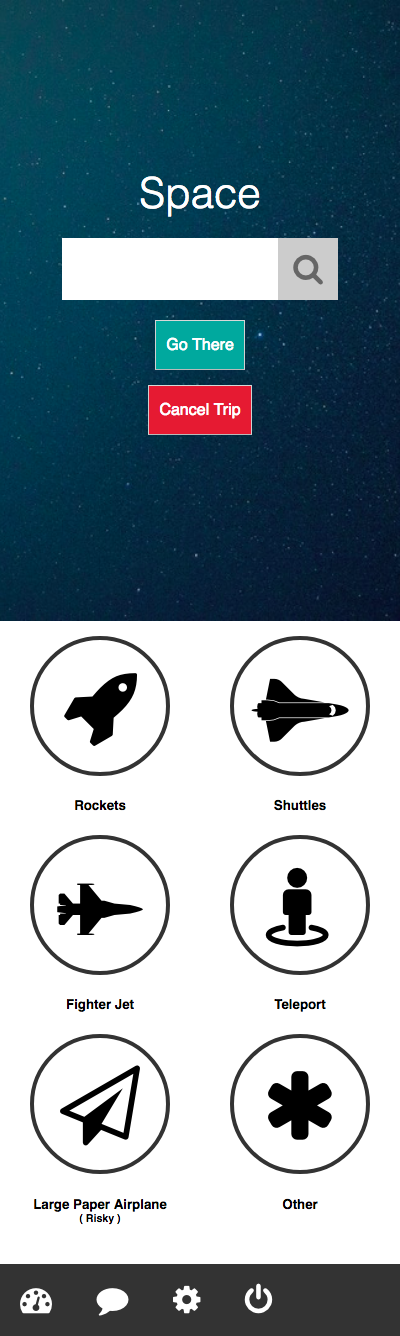 Space
Go There
Cancel Trip
Rockets
Shuttles
Fighter Jet
Teleport
Large Paper Airplane
( Risky )
Other